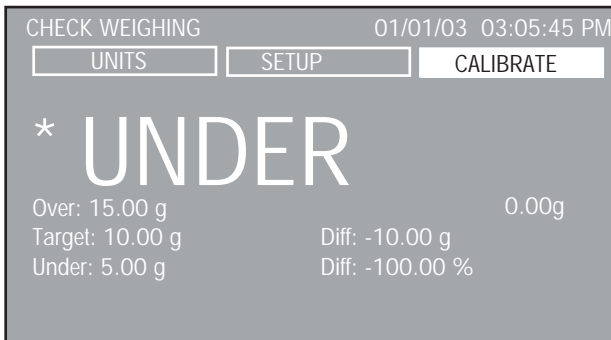 CHECK WEIGHING 01/01/03 03:05:45 PM
UNITS SETUP CALIBRATE
* UNDER
Over: 15.00 g 0.00g
Target: 10.00 g Diff: -10.00 g
Under: 5.00 g Diff: -100.00 %